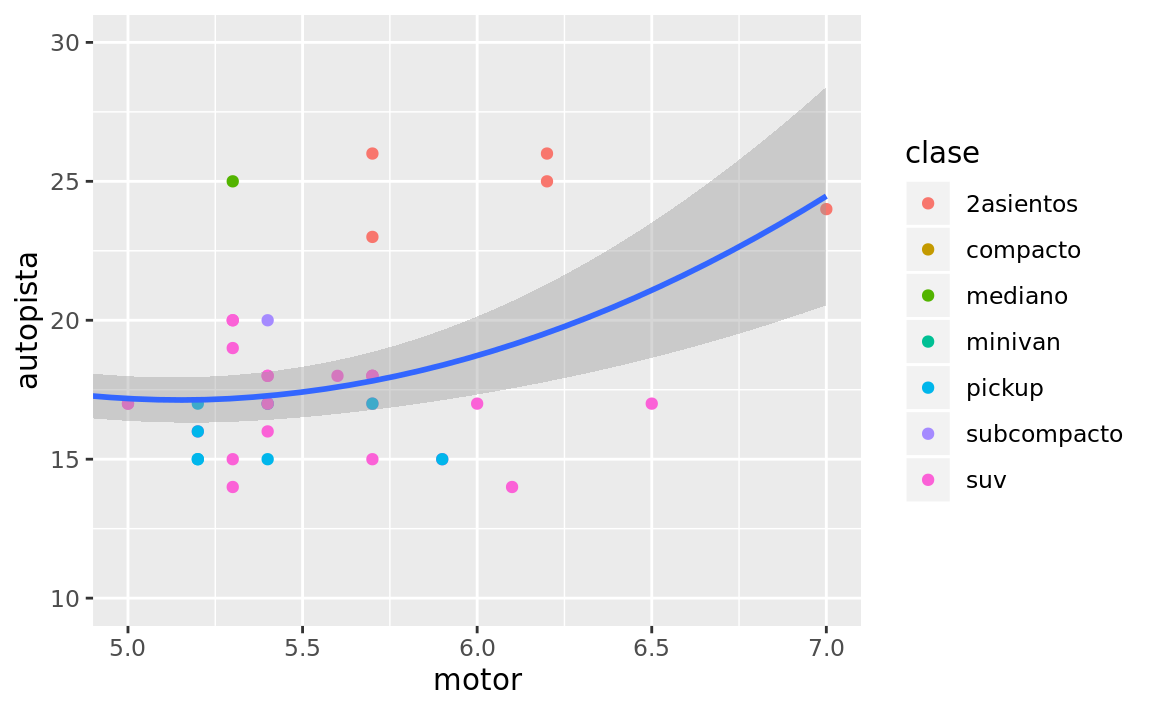 30
25
20
15
10
autopista
5.0 5.5 6.0 6.5 7.0
motor
clase
2asientos
compacto
mediano
minivan
pickup
subcompacto
suv